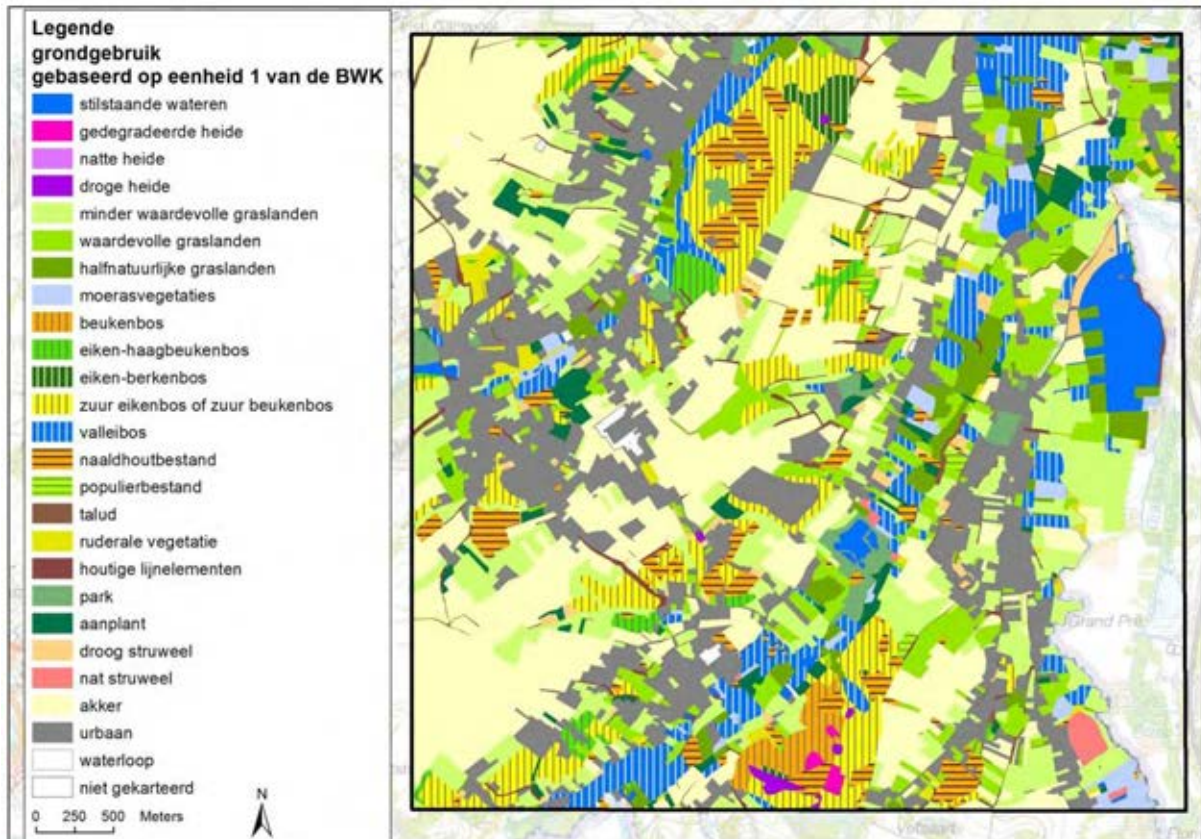 Legende
grondgebruik
gebaseerd op eenheid 1 van de BWK
stilstaande wateren
gedegradeerde heide
natte heide
droge heide
minder waardevolle graslanden
waardevolle graslanden
halfnatuurlijke graslanden
moerasvegetaties
beukenbos
eiken-haagbeukenbos
eiken-berkenbos
zuur eikenbos of zuur beukenbos
valleibos
naaldhoutbestand
populierbestand
talud
ruderale vegetatie
houtige lijnelementen
park
aanplant
droog struweel
nat struweel
akker
urbaan
waterloop
niet gekarteerd
0 250 500 Meters
N
Grand Pré